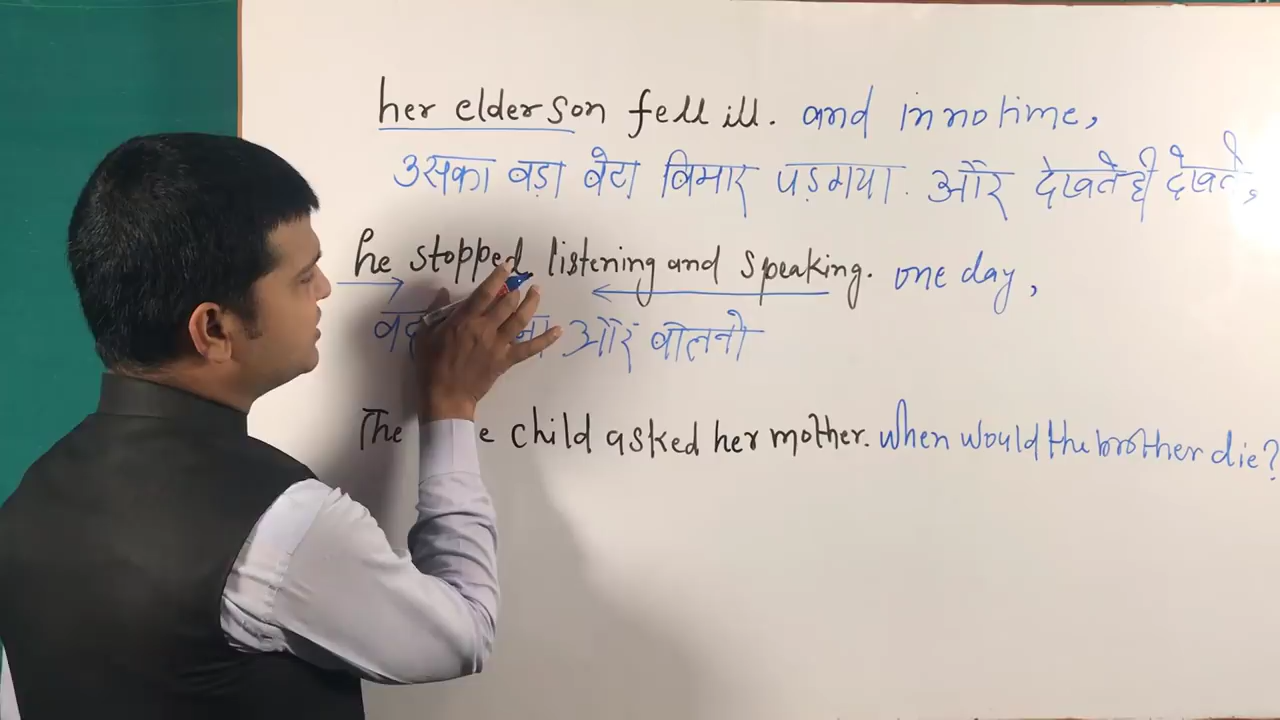 her elder son fell ill. and in no time,
उसका बड़ा बेटा बिमार पड़ गया. और देखते ही देखते,
he stopped listening and speaking. one day,
और बोलनो
The child asked her mother. when would the brother die?